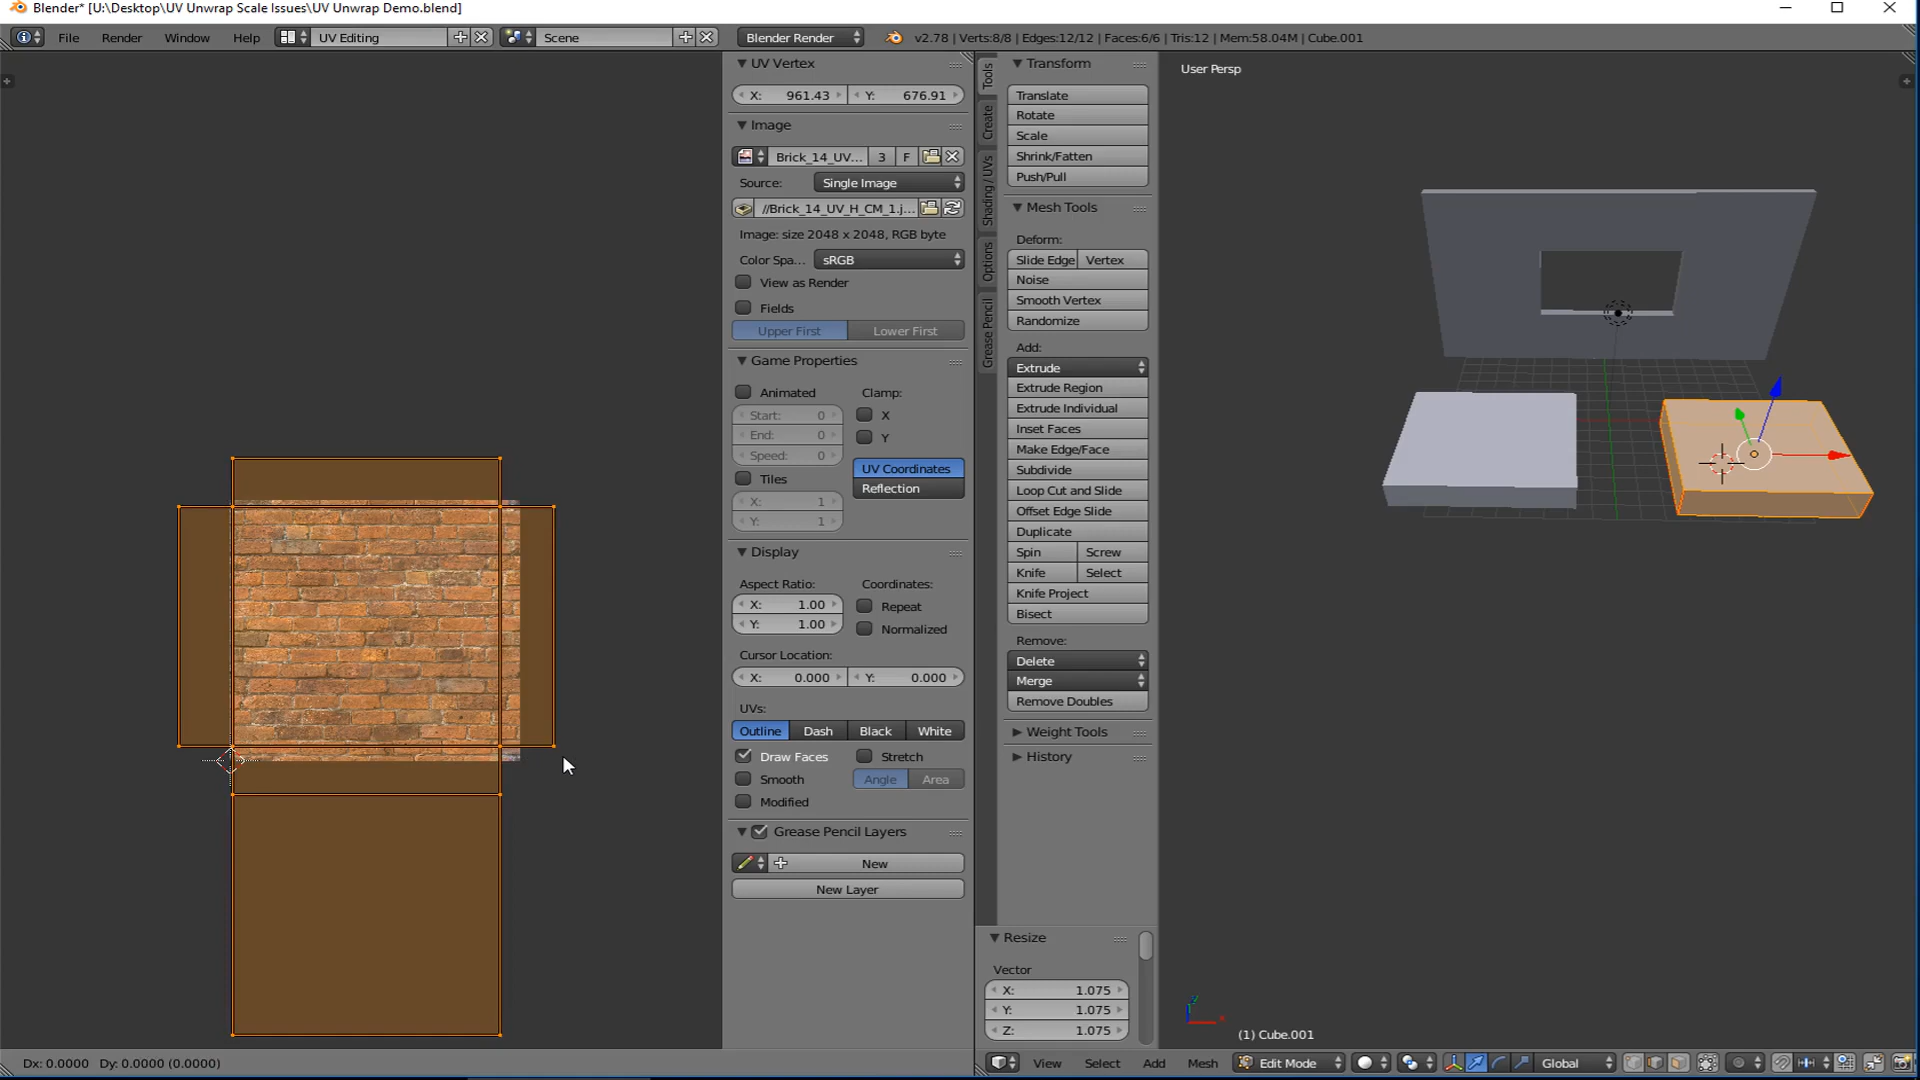 Blender* [U:\Desktop\UV Unwrap Scale Issues\UV Unwrap Demo.blend]
File Render Window Help UV Editing Scene Blender Render v2.78 | Verts:8/8 | Edges:12/12 | Faces:6/6 | Tris:12 | Mem:58.04M | Cube.001
UV Vertex
X: 961.43 Y: 676.91
Image
Brick_14_UV... 3 F
Source: Single Image
//Brick_14_UV_H_CM_1.j...
Image: size 2048 x 2048, RGB byte
Color Spa... sRGB
View as Render
Fields
Upper First Lower First
Game Properties
Animated Clamp:
Start: 0 X
End: 0 Y
Speed: 0
UV Coordinates
Tiles
Reflection
X: 1
Y: 1
Display
Aspect Ratio: Coordinates:
X: 1.00 Repeat
Y: 1.00 Normalized
Cursor Location:
X: 0.000 Y: 0.000
UVs:
Outline Dash Black White
Draw Faces Stretch
Smooth Angle Area
Modified
Grease Pencil Layers
New
New Layer
Tools
Create
Shading / UVs
Options
Grease Pencil
Transform
Translate
Rotate
Scale
Shrink/Fatten
Push/Pull
Mesh Tools
Deform:
Slide Edge Vertex
Noise
Smooth Vertex
Randomize
Add:
Extrude
Extrude Region
Extrude Individual
Inset Faces
Make Edge/Face
Subdivide
Loop Cut and Slide
Offset Edge Slide
Duplicate
Spin Screw
Knife Select
Knife Project
Bisect
Remove:
Delete
Merge
Remove Doubles
Weight Tools
History
Resize
Vector
X: 1.075
Y: 1.075
Z: 1.075
User Persp
(1) Cube.001
Dx: 0.0000 Dy: 0.0000 (0.0000)
View Select Add Mesh Edit Mode Global